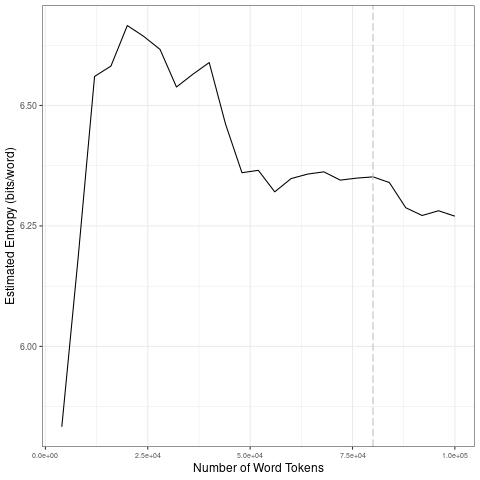 Estimated Entropy (bits/word)
6.50
6.25
6.00
0.0e+00 2.5e+04 5.0e+04 7.5e+04 1.0e+05
Number of Word Tokens